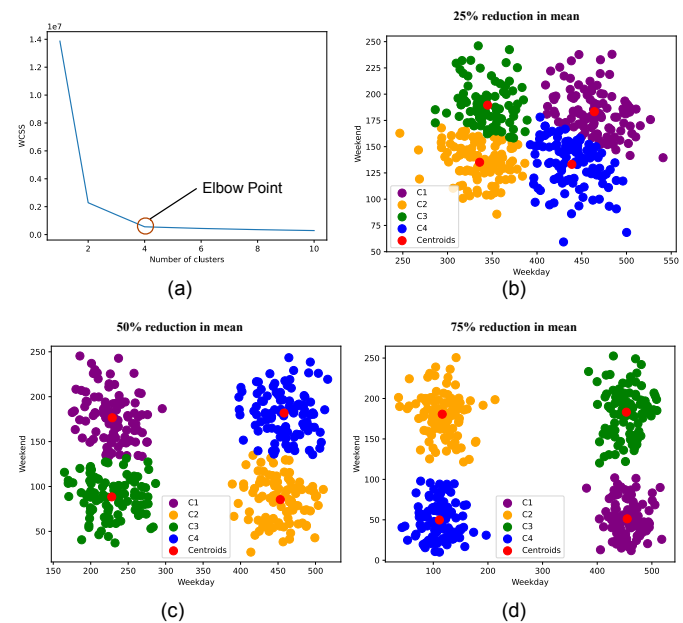 1e7
1.4
1.2
1.0
0.8
0.6
0.4
0.2
0.0
WCSS
Elbow Point
2
4
6
8
10
Number of clusters
(a)
25% reduction in mean
250
225
200
175
150
125
100
75
50
Weekend
C1
C2
C3
C4
Centroids
250
300
350
400
450
500
550
Weekday
(b)
50% reduction in mean
250
200
150
100
50
Weekend
C1
C2
C3
C4
Centroids
150
200
250
300
350
400
450
500
Weekday
(c)
75% reduction in mean
250
200
150
100
50
0
Weekend
C1
C2
C3
C4
Centroids
100
200
300
400
500
Weekday
(d)